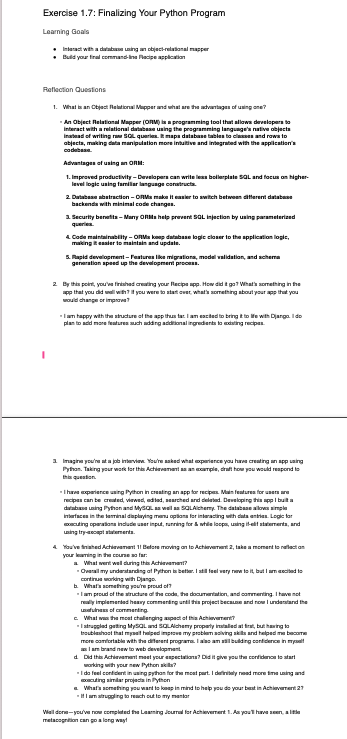 Exercise 1.7: Finalizing Your Python Program
Learning Goals
● Interact with a database using an object-relational mapper
● Build your final command-line Recipe application
Reflection Questions
1. What is an Object Relational Mapper and what are the advantages of using one?
· An Object Relational Mapper (ORM) is a programming tool that allows developers to
interact with a relational database using the programming language's native objects
instead of writing raw SQL queries. It maps database tables to classes and rows to
objects, making data manipulation more intuitive and integrated with the application's
codebase.
Advantages of using an ORM:
1. Improved productivity – Developers can write less boilerplate SQL and focus on higher-
level logic using familiar language constructs.
2. Database abstraction – ORMs make it easier to switch between different database
backends with minimal code changes.
3. Security benefits – Many ORMs help prevent SQL injection by using parameterized
queries.
4. Code maintainability – ORMs keep database logic closer to the application logic,
making it easier to maintain and update.
5. Rapid development – Features like migrations, model validation, and schema
generation speed up the development process.
2. By this point, you've finished creating your Recipe app. How did it go? What's something in the
app that you did well with? If you were to start over, what's something about your app that you
would change or improve?
· I am happy with the structure of the app thus far. I am excited to bring it to life with Django. I do
plan to add more features such adding additional ingredients to existing recipes.
3. Imagine you're at a job interview. You're asked what experience you have creating an app using
Python. Taking your work for this Achievement as an example, draft how you would respond to
this question.
· I have experience using Python in creating an app for recipes. Main features for users are
recipes can be created, viewed, edited, searched and deleted. Developing this app I built a
database using Python and MySQL as well as SQLAlchemy. The database allows simple
interfaces in the terminal displaying menu options for interacting with data entries. Logic for
executing operations include user input, running for & while loops, using if-elif statements, and
using try-except statements.
4. You've finished Achievement 1! Before moving on to Achievement 2, take a moment to reflect on
your learning in the course so far:
a. What went well during this Achievement?
· Overall my understanding of Python is better. I still feel very new to it, but I am excited to
continue working with Django.
b. What's something you're proud of?
· I am proud of the structure of the code, the documentation, and commenting. I have not
really implemented heavy commenting until this project because and now I understand the
usefulness of commenting.
c. What was the most challenging aspect of this Achievement?
· I struggled getting MySQL and SQLAlchemy properly installed at first, but having to
troubleshoot that myself helped improve my problem solving skills and helped me become
more comfortable with the different programs. I also am still building confidence in myself
as I am brand new to web development.
d. Did this Achievement meet your expectations? Did it give you the confidence to start
working with your new Python skills?
· I do feel confident in using python for the most part. I definitely need more time using and
executing similar projects in Python
e. What's something you want to keep in mind to help you do your best in Achievement 2?
· If I am struggling to reach out to my mentor
Well done—you've now completed the Learning Journal for Achievement 1. As you'll have seen, a little
metacognition can go a long way!